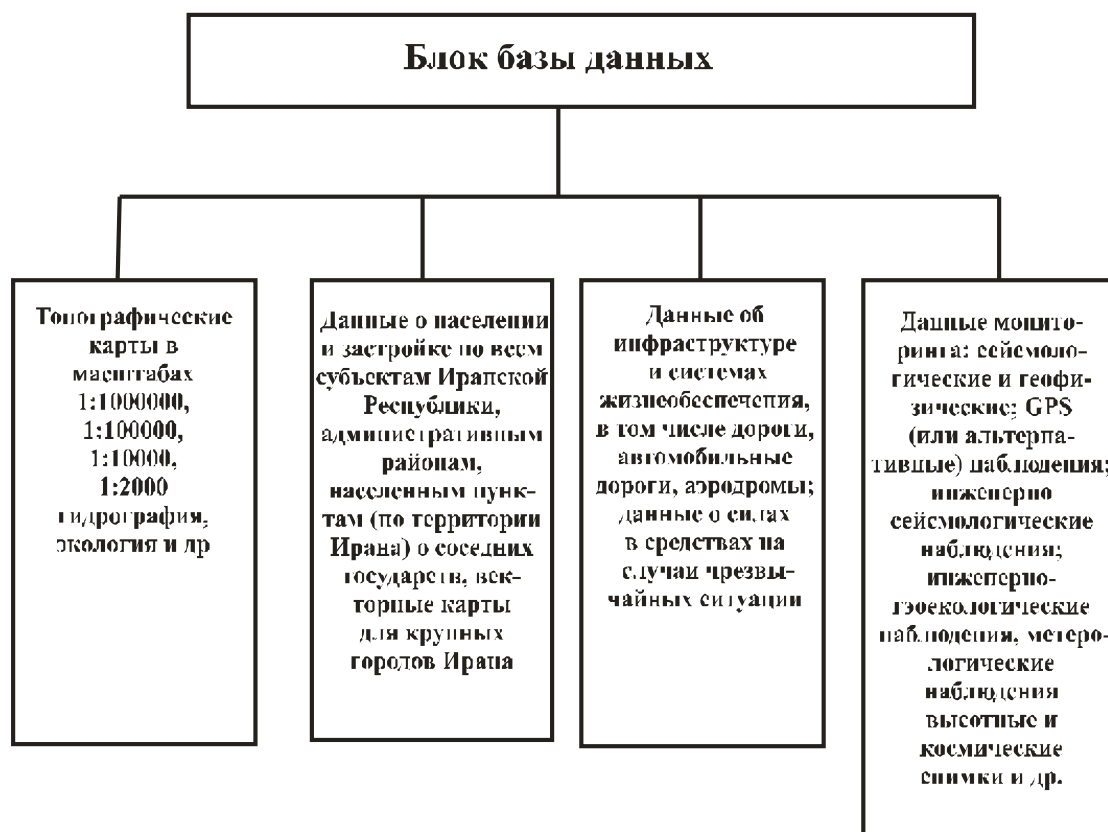 Блок базы данных
Топографические
карты в
масштабах
1:1000000,
1:100000,
1:10000,
1:2000
гидрография,
экология и др
Данные о населении
и застройке по всем
субъектам Иранской
Республики,
административным
районам,
населенным пунк-
там (по территории
Ирана) о соседних
государств, век-
торные карты
для крупных
городов Ирана
Данные об
инфраструктуре
и системах
жизнеобеспечения,
в том числе дороги,
автомобильные
дороги, аэродромы;
данные о силах
в средствах на
случаи чрезвы-
чайных ситуации
Данные монито-
ринга: сейсмоло-
гические и геофи-
зические; GPS
(или альтерна-
тивные) наблюдения;
инженерно
сейсмологические
наблюдения;
инженерно-
гэоекологические
наблюдения, метеро-
логические
наблюдения
высотные и
космические
снимки и др.